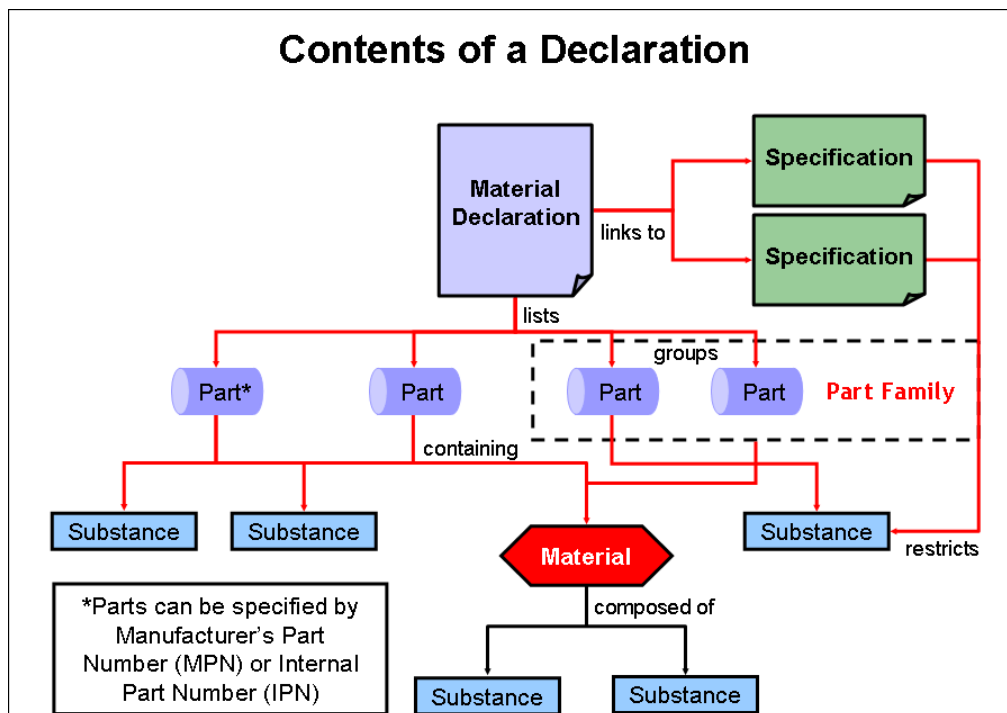 Contents of a Declaration
Material
Declaration
Specification
Specification
links to
lists
groups
Part*
Part
Part
Part
Part Family
containing
Substance
Substance
Substance
Material
restricts
composed of
*Parts can be specified by
Manufacturer's Part
Number (MPN) or Internal
Part Number (IPN)
Substance
Substance